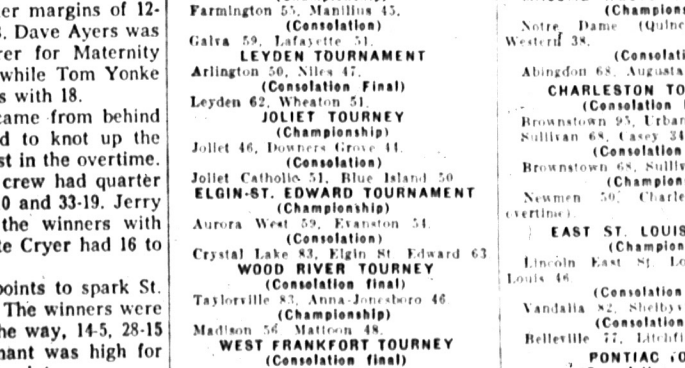 er margins of 12-
. Dave Ayers was
rer for Maternity
while Tom Yonke
s with 18.
came from behind
d to knot up the
st in the overtime.
crew had quarter
0 and 33-19. Jerry
the winners with
te Cryer had 16 to
points to spark St.
The winners were
he way, 14-5, 28-15
nant was high for
Farmington 55, Manillus 45.
(Consolation)
Galva 59, Lafayette 51.
LEYDEN TOURNAMENT
Arlington 50, Niles 47.
(Consolation Final)
Leyden 62, Wheaton 51.
JOLIET TOURNEY
(Championship)
Joliet 46, Downers Grove 44.
(Consolation)
Joliet Catholic 51, Blue Island 50
ELGIN-ST. EDWARD TOURNAMENT
(Championship)
Aurora West 59, Evanston 54.
(Consolation)
Crystal Lake 83, Elgin St. Edward 63
WOOD RIVER TOURNEY
(Consolation final)
Taylorville 83, Anna-Jonesboro 46
(Championship)
Madison 56 Mattoon 48.
WEST FRANKFORT TOURNEY
(Consolation final)
(Champions
Notre Dame (Quinc
Western 38.
(Consolati
Abingdon 68, Augusta
CHARLESTON TO
(Consolation
Brownstown 95, Urban
Sullivan 68, Casey 34
(Consolation
Brownstown 68, Sulliv
(Champion
Newmen 50, Charle
overtime).
EAST ST. LOUIS
(Champion
Lincoln East St. Lo
Louis 46
(Consolation
Vandalia 82, Shelbyv
(Consolation
Belleville 77, Litchfi
PONTIAC TO